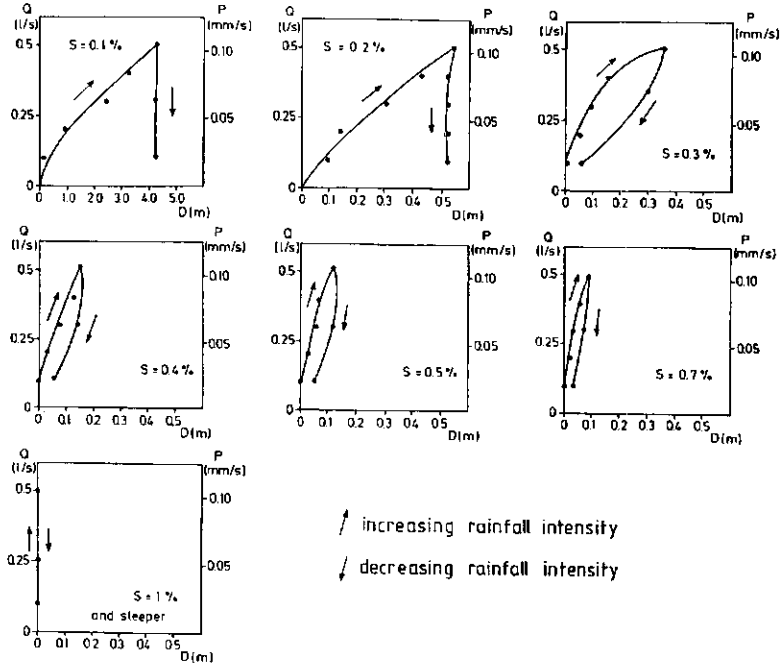 Q
(l/s)
P
(mm/s)
0.5
0.25
0
0.10
0.05
S = 0.1 %
0 1.0 2.0 3.0 4.0 5.0
D(m)
Q
(l/s)
P
(mm/s)
0.5
0.25
0
0.10
0.05
S = 0.2 %
0 0.1 0.2 0.3 0.4 0.5
D(m)
Q
(l/s)
P
(mm/s)
0.5
0.25
0
0.10
0.05
S = 0.3 %
0 0.1 0.2 0.3 0.4 0.5
D(m)
Q
(l/s)
P
(mm/s)
0.5
0.25
0
0.10
0.05
S = 0.4 %
0 0.1 0.2 0.3 0.4 0.5
D(m)
Q
(l/s)
P
(mm/s)
0.5
0.25
0
0.10
0.05
S = 0.5 %
0 0.1 0.2 0.3 0.4 0.5
D(m)
Q
(l/s)
P
(mm/s)
0.5
0.25
0
0.10
0.05
S = 0.7 %
0 0.1 0.2 0.3 0.4 0.5
D(m)
Q
(l/s)
P
(mm/s)
0.5
0.25
0
0.10
0.05
S = 1 %
and sleeper
0 0.1 0.2 0.3 0.4 0.5
D(m)
increasing rainfall intensity
decreasing rainfall intensity